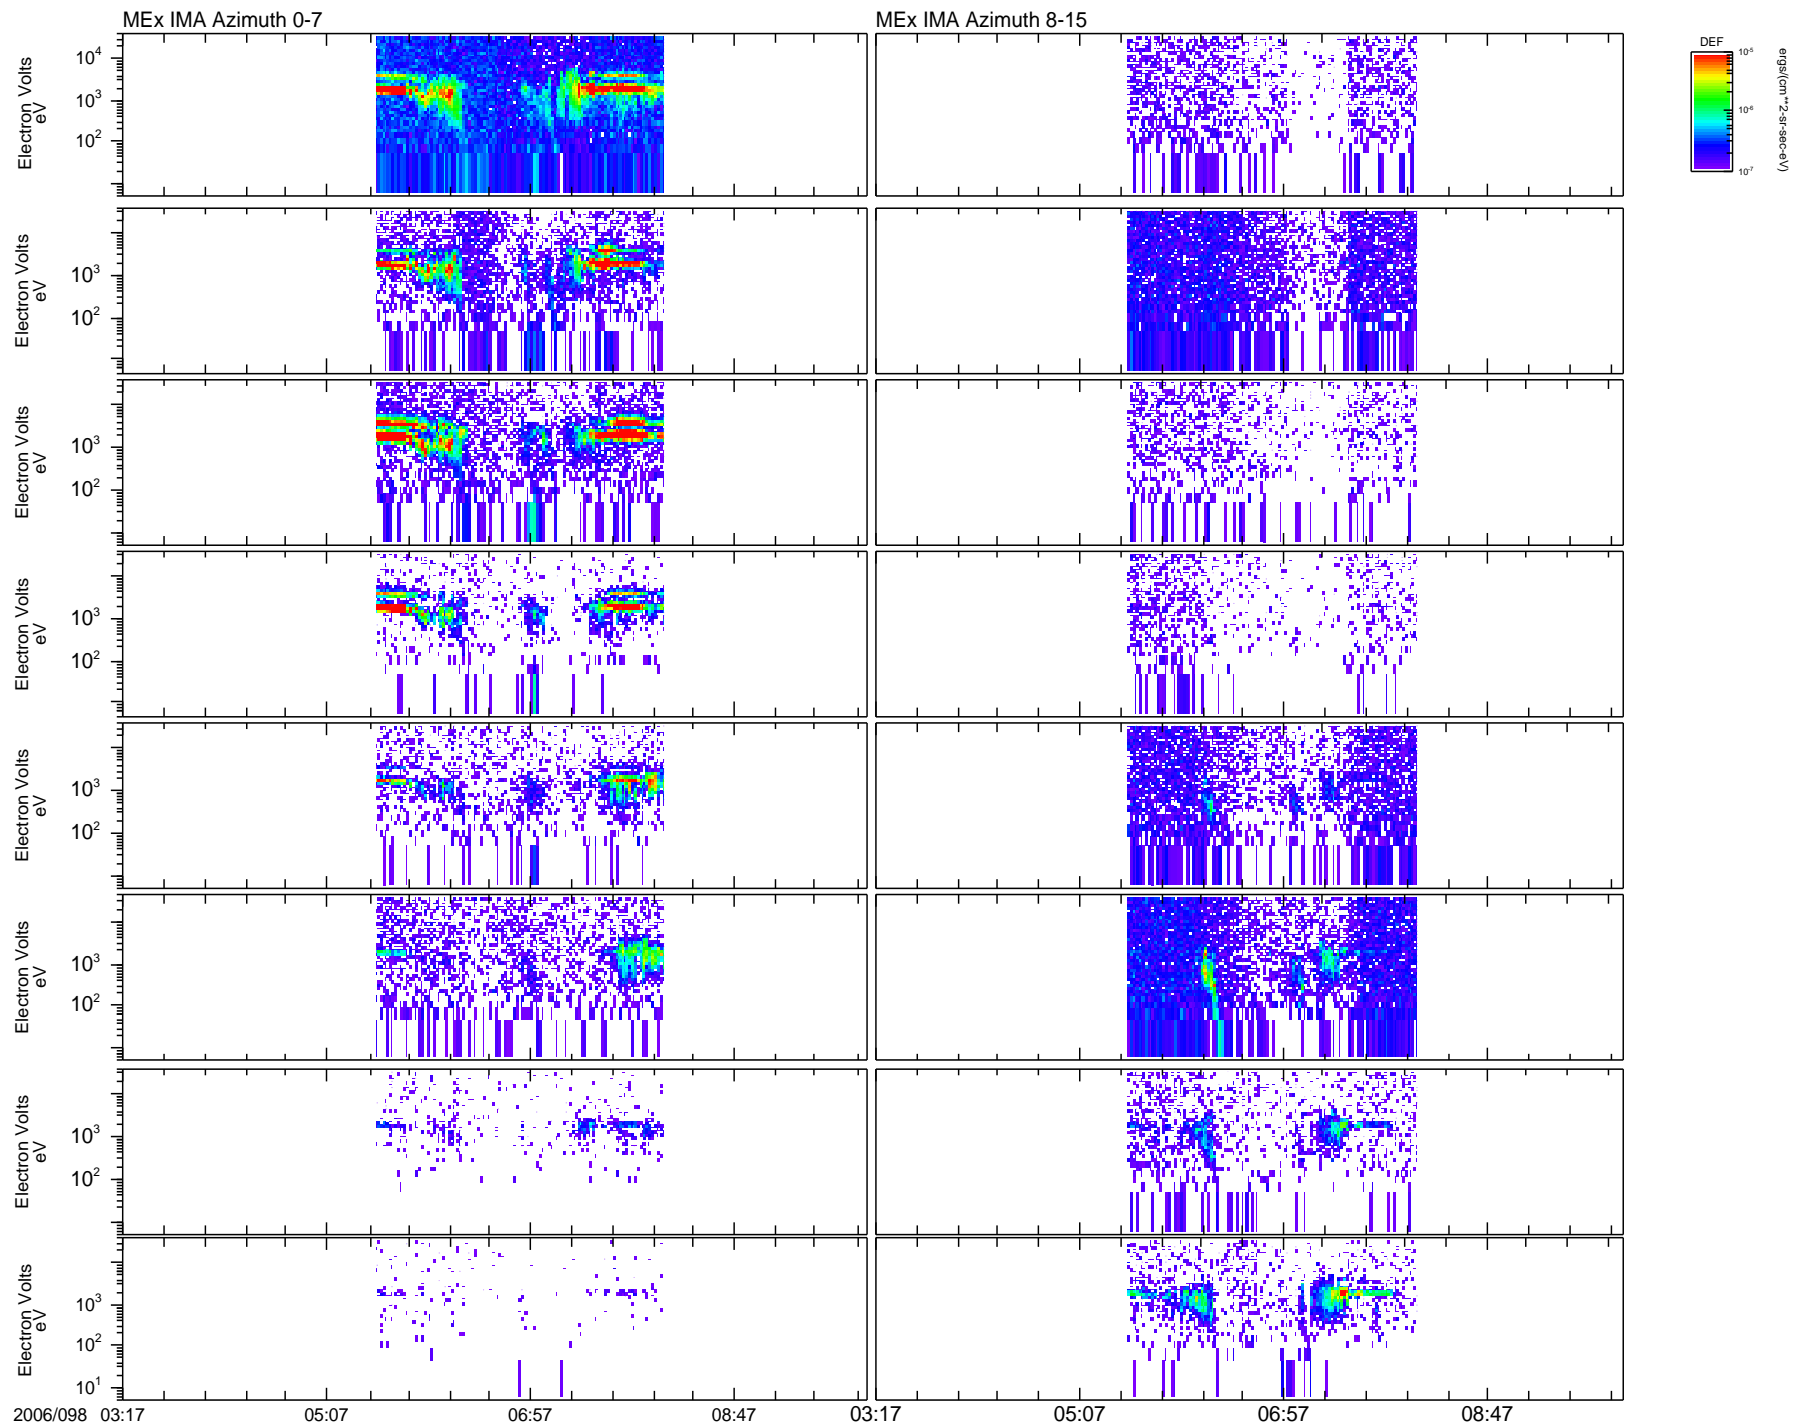 MEx IMA Azimuth 0-7
MEx IMA Azimuth 8-15
DEF
10⁻⁵
10⁻⁶
10⁻⁷
ergs/(cm**2-sr-sec-eV)
Electron Volts
eV
10⁴
10³
10²
Electron Volts
eV
10³
10²
Electron Volts
eV
10³
10²
Electron Volts
eV
10³
10²
Electron Volts
eV
10³
10²
Electron Volts
eV
10³
10²
Electron Volts
eV
10³
10²
Electron Volts
eV
10³
10²
10¹
2006/098 03:17 05:07 06:57 08:47 03:17 05:07 06:57 08:47